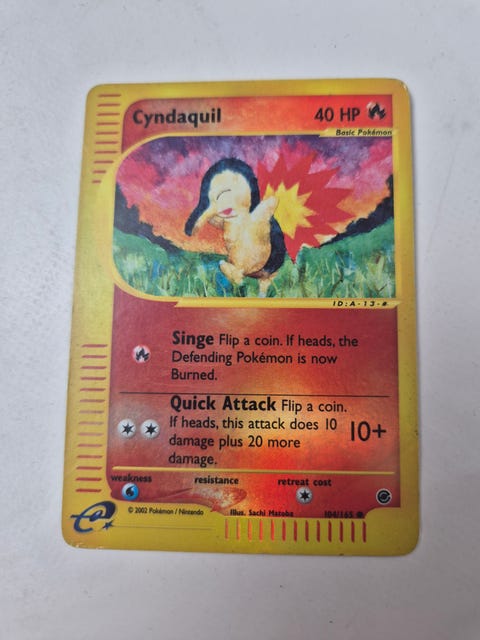 Cyndaquil 40 HP
Basic Pokémon
ID:A-13-#
Singe Flip a coin. If heads, the
Defending Pokémon is now
Burned.
Quick Attack Flip a coin.
If heads, this attack does 10
damage plus 20 more
damage.
10+
weakness resistance retreat cost
© 2002 Pokémon / Nintendo Illus. Sachi Matoba 104/165
e